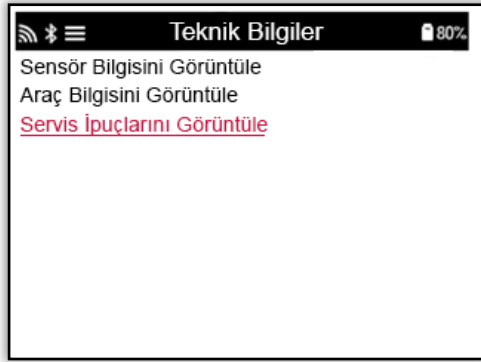 Teknik Bilgiler 80%
Sensör Bilgisini Görüntüle
Araç Bilgisini Görüntüle
Servis İpuçlarını Görüntüle